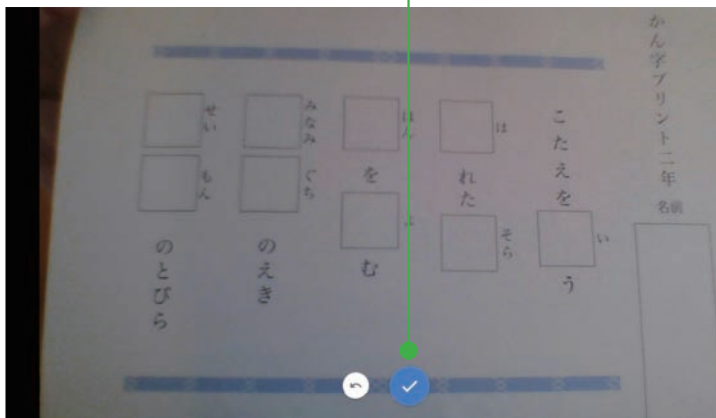 かん字プリント二年
名前
こたえを いう
はれた そら
ほんを よむ
みなみ ぐち のえき
せい もん のとびら